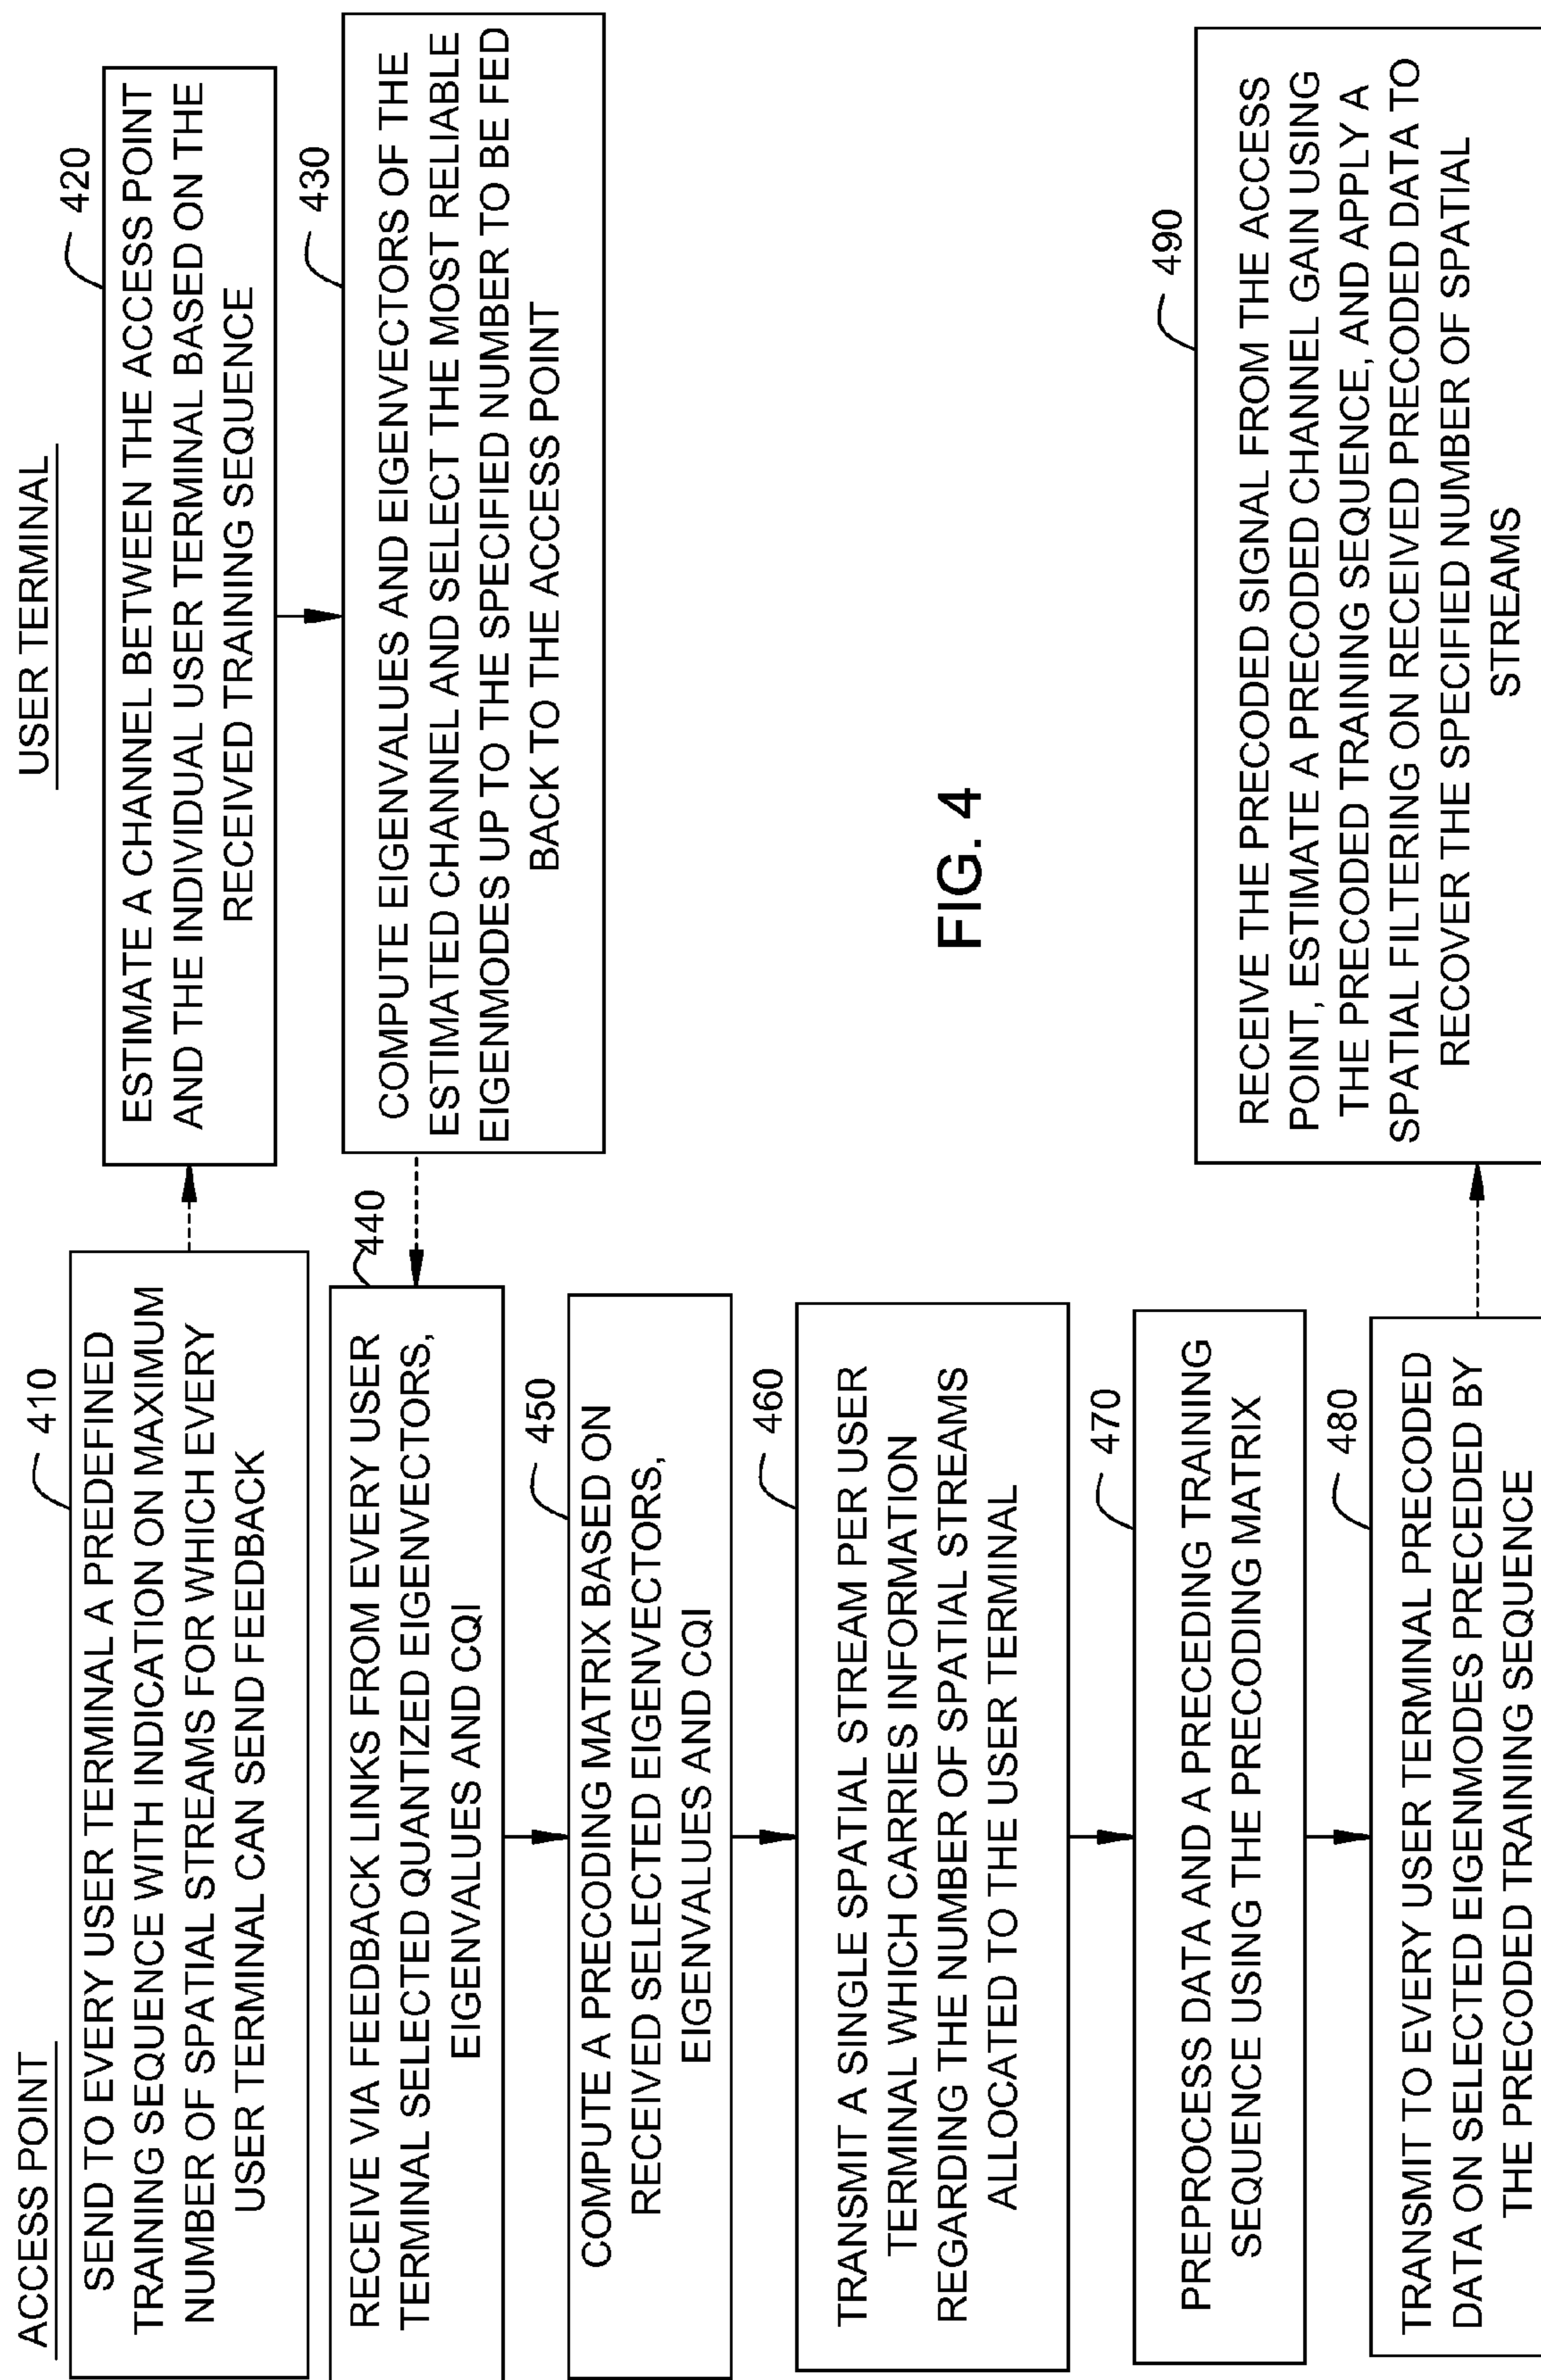 ACCESS POINT
410
SEND TO EVERY USER TERMINAL A PREDEFINED
TRAINING SEQUENCE WITH INDICATION ON MAXIMUM
NUMBER OF SPATIAL STREAMS FOR WHICH EVERY
USER TERMINAL CAN SEND FEEDBACK
USER TERMINAL
420
ESTIMATE A CHANNEL BETWEEN THE ACCESS POINT
AND THE INDIVIDUAL USER TERMINAL BASED ON THE
RECEIVED TRAINING SEQUENCE
430
COMPUTE EIGENVALUES AND EIGENVECTORS OF THE
ESTIMATED CHANNEL AND SELECT THE MOST RELIABLE
EIGENMODES UP TO THE SPECIFIED NUMBER TO BE FED
BACK TO THE ACCESS POINT
440
RECEIVE VIA FEEDBACK LINKS FROM EVERY USER
TERMINAL SELECTED QUANTIZED EIGENVECTORS,
EIGENVALUES AND CQI
450
COMPUTE A PRECODING MATRIX BASED ON
RECEIVED SELECTED EIGENVECTORS,
EIGENVALUES AND CQI
460
TRANSMIT A SINGLE SPATIAL STREAM PER USER
TERMINAL WHICH CARRIES INFORMATION
REGARDING THE NUMBER OF SPATIAL STREAMS
ALLOCATED TO THE USER TERMINAL
470
PREPROCESS DATA AND A PRECEDING TRAINING
SEQUENCE USING THE PRECODING MATRIX
480
TRANSMIT TO EVERY USER TERMINAL PRECODED
DATA ON SELECTED EIGENMODES PRECEDED BY
THE PRECODED TRAINING SEQUENCE
490
RECEIVE THE PRECODED SIGNAL FROM THE ACCESS
POINT, ESTIMATE A PRECODED CHANNEL GAIN USING
THE PRECODED TRAINING SEQUENCE, AND APPLY A
SPATIAL FILTERING ON RECEIVED PRECODED DATA TO
RECOVER THE SPECIFIED NUMBER OF SPATIAL
STREAMS
FIG. 4